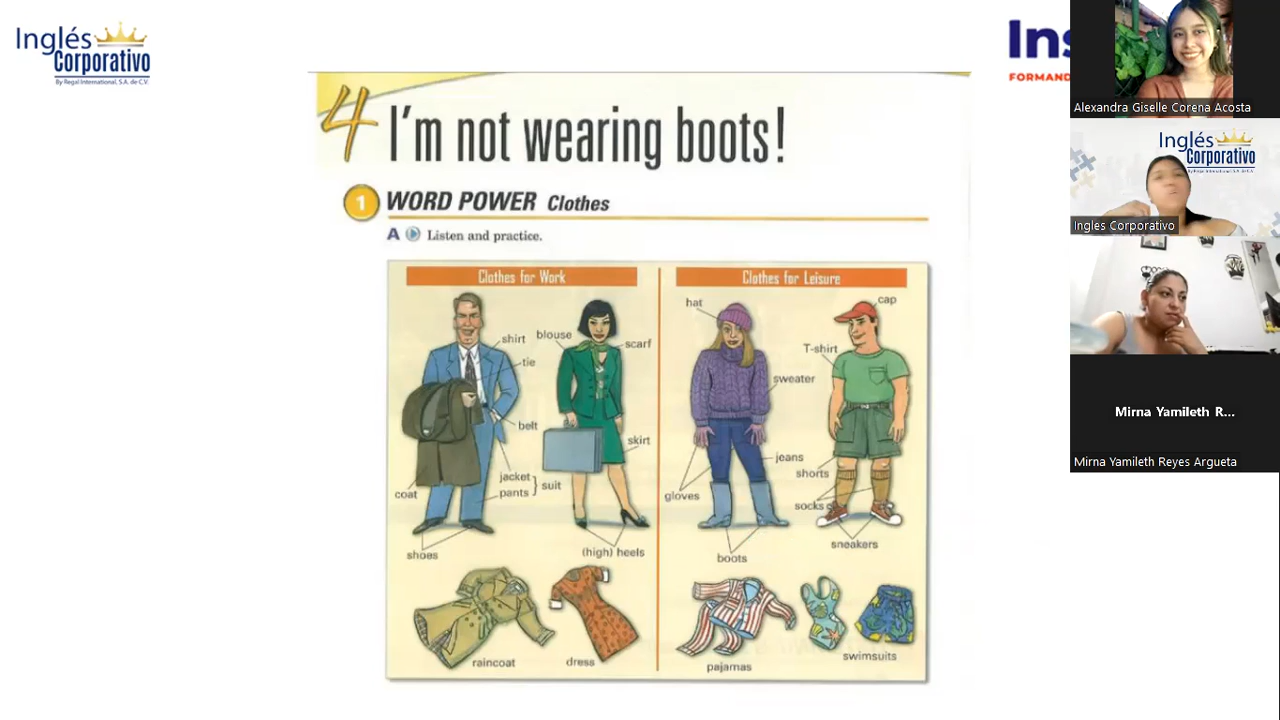 Inglés
Corporativo
By Regal International, S.A. de C.V.
FORMAND
4 I'm not wearing boots!
1 WORD POWER Clothes
A Listen and practice.
Clothes for Work
shirt
blouse
scarf
tie
belt
skirt
jacket
pants
suit
coat
shoes
(high) heels
raincoat
dress
Clothes for Leisure
hat
cap
T-shirt
sweater
jeans
shorts
gloves
socks
sneakers
boots
pajamas
swimsuits
Alexandra Giselle Corena Acosta
Inglés
Corporativo
Ingles Corporativo
Mirna Yamileth R...
Mirna Yamileth Reyes Argueta